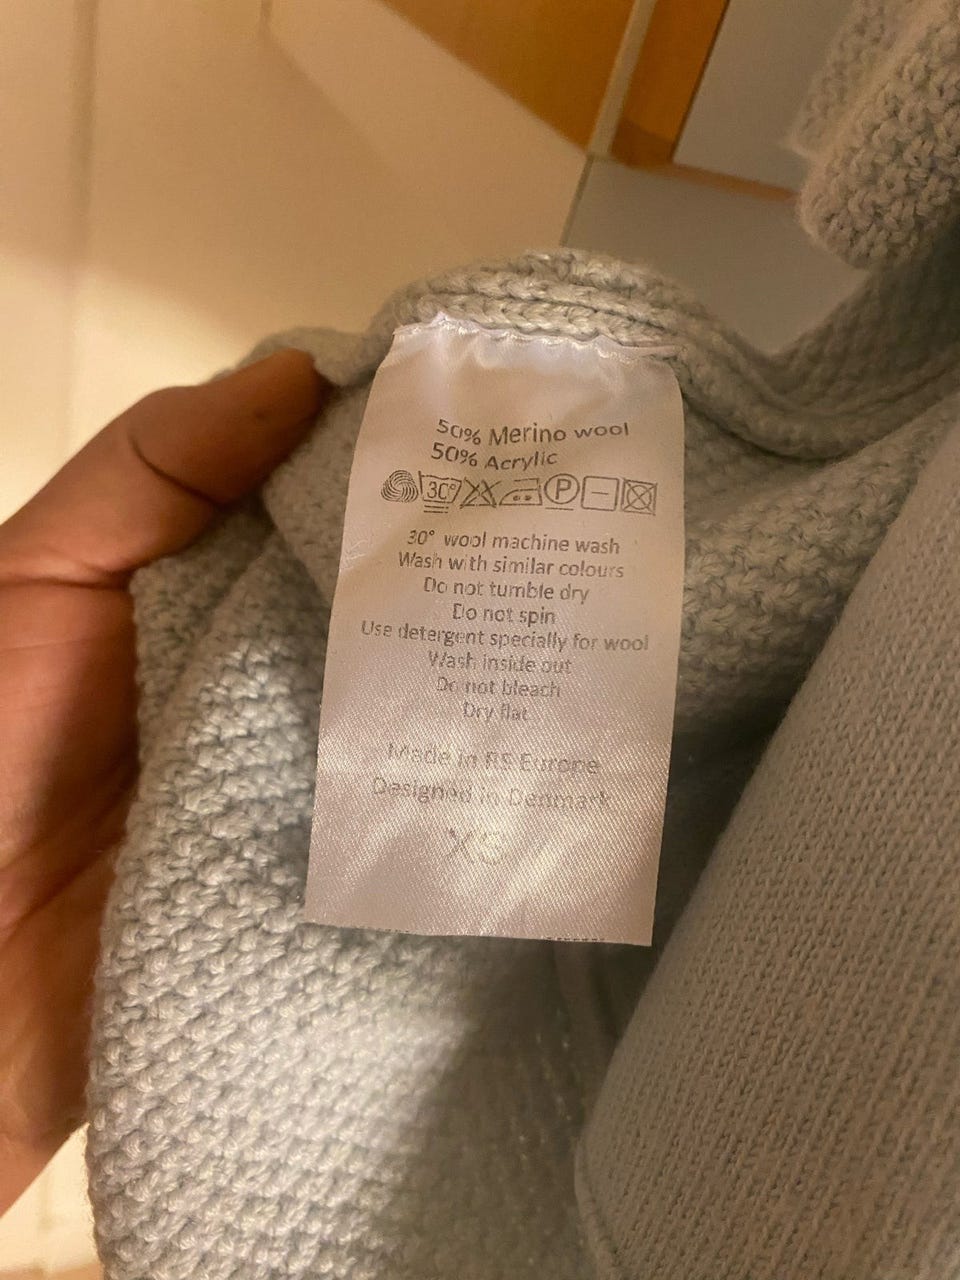 50% Merino wool
50% Acrylic
30° P
30° wool machine wash
Wash with similar colours
Do not tumble dry
Do not spin
Use detergent specially for wool
Wash inside out
Do not bleach
Dry flat
Made in Europe
Designed in Denmark
XS